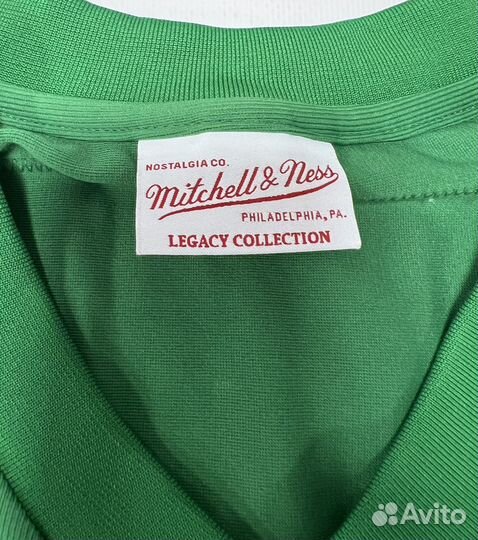 NOSTALGIA CO.
Mitchell & Ness
PHILADELPHIA, PA.
LEGACY COLLECTION
Avito